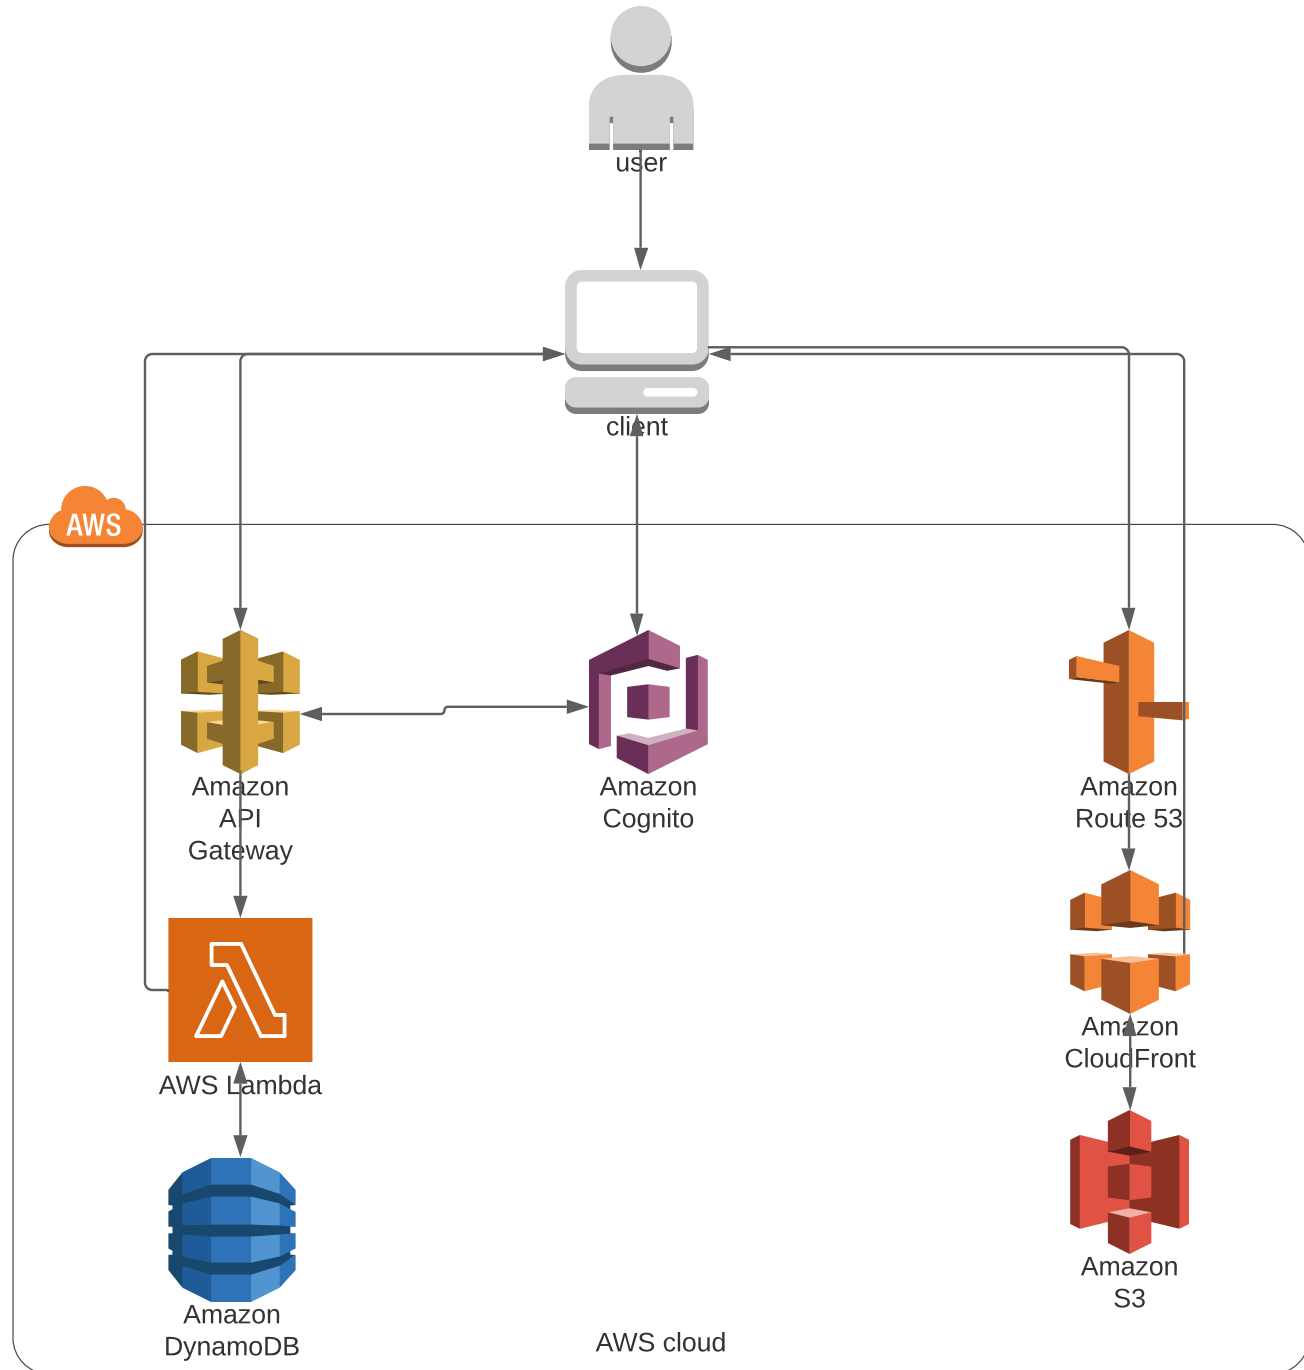 user
client
AWS
Amazon
API
Gateway
Amazon
Cognito
Amazon
Route 53
AWS Lambda
Amazon
CloudFront
Amazon
DynamoDB
Amazon
S3
AWS cloud